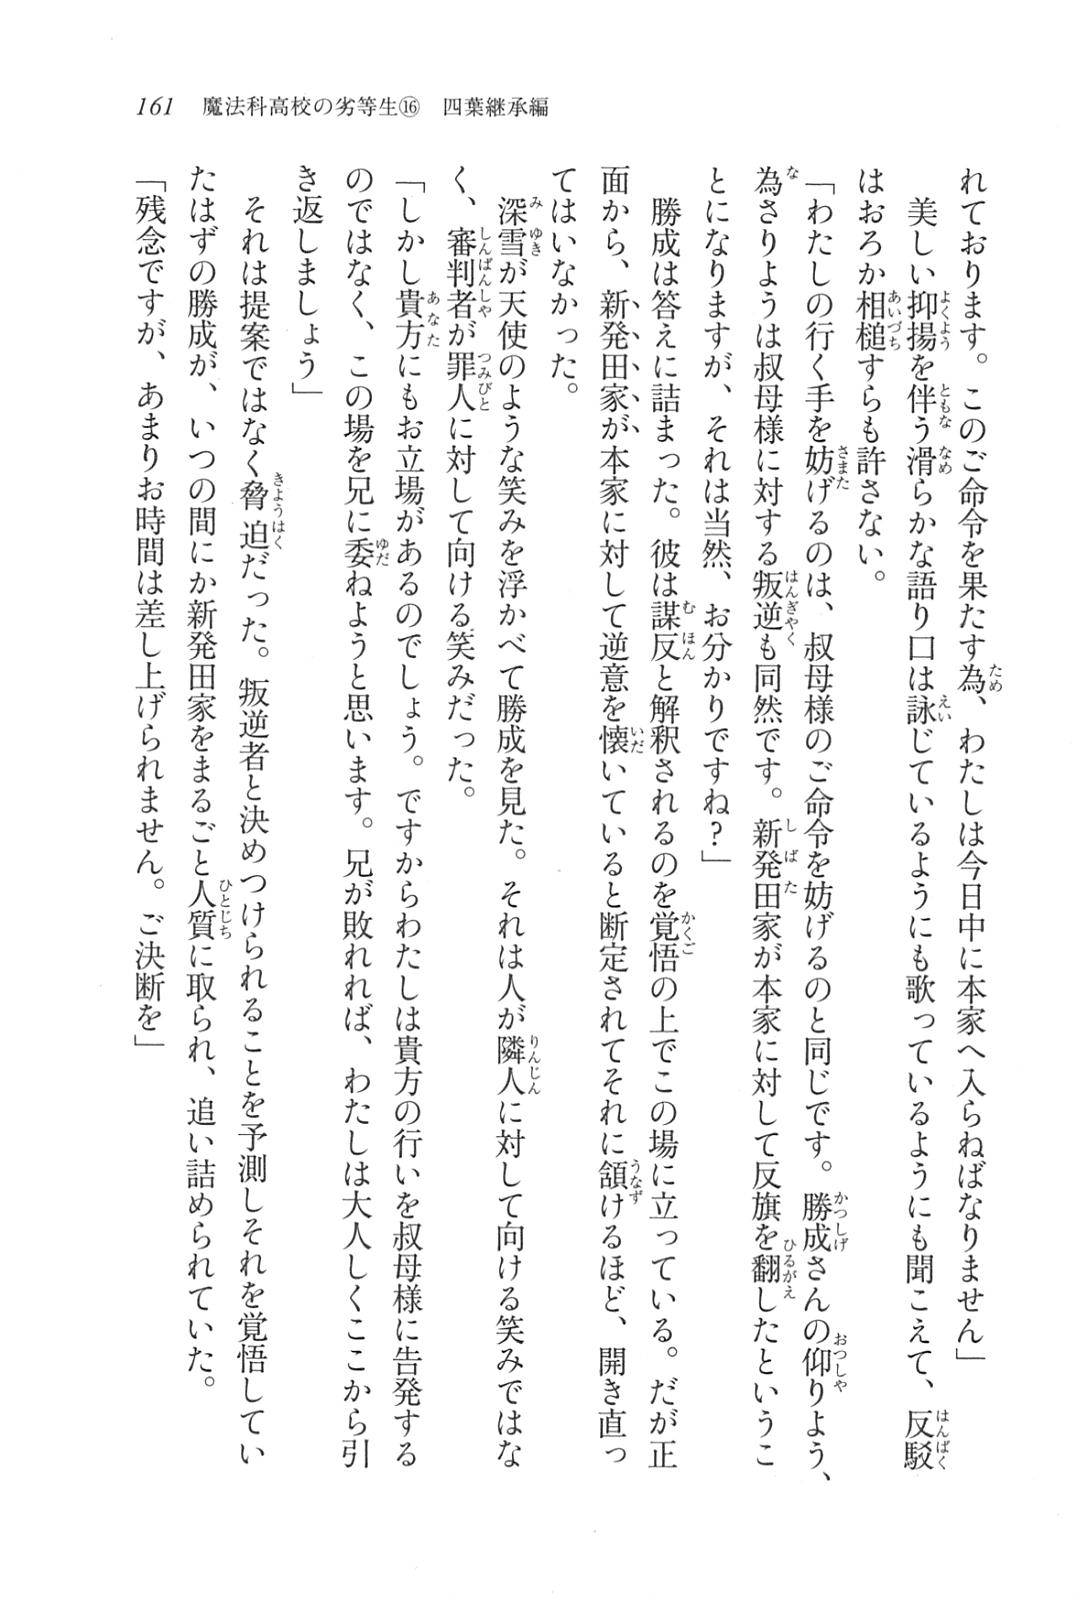 161　魔法科高校の劣等生⑯　四葉継承編
れております。このご命令を果たす為、わたしは今日中に本家へ入らねばなりません」
　美しい抑揚を伴う滑らかな語り口は詠じているようにも歌っているようにも聞こえて、反駁
はおろか相槌すらも許さない。
「わたしの行く手を妨げるのは、叔母様のご命令を妨げるのと同じです。勝成さんの仰りよう、
為さりようは叔母様に対する叛逆も同然です。新発田家が本家に対して反旗を翻したというこ
とになりますが、それは当然、お分かりですね？」
　勝成は答えに詰まった。彼は謀反と解釈されるのを覚悟の上でこの場に立っている。だが正
面から、新発田家が本家に対して逆意を懐いていると断定されてそれに頷けるほど、開き直っ
てはいなかった。
　深雪が天使のような笑みを浮かべて勝成を見た。それは人が隣人に対して向ける笑みではな
く、審判者が罪人に対して向ける笑みだった。
「しかし貴方にもお立場があるのでしょう。ですからわたしは貴方の行いを叔母様に告発する
のではなく、この場を兄に委ねようと思います。兄が敗れれば、わたしは大人しくここから引
き返しましょう」
　それは提案ではなく脅迫だった。叛逆者と決めつけられることを予測しそれを覚悟してい
たはずの勝成が、いつの間にか新発田家をまるごと人質に取られ、追い詰められていた。
「残念ですが、あまりお時間は差し上げられません。ご決断を」